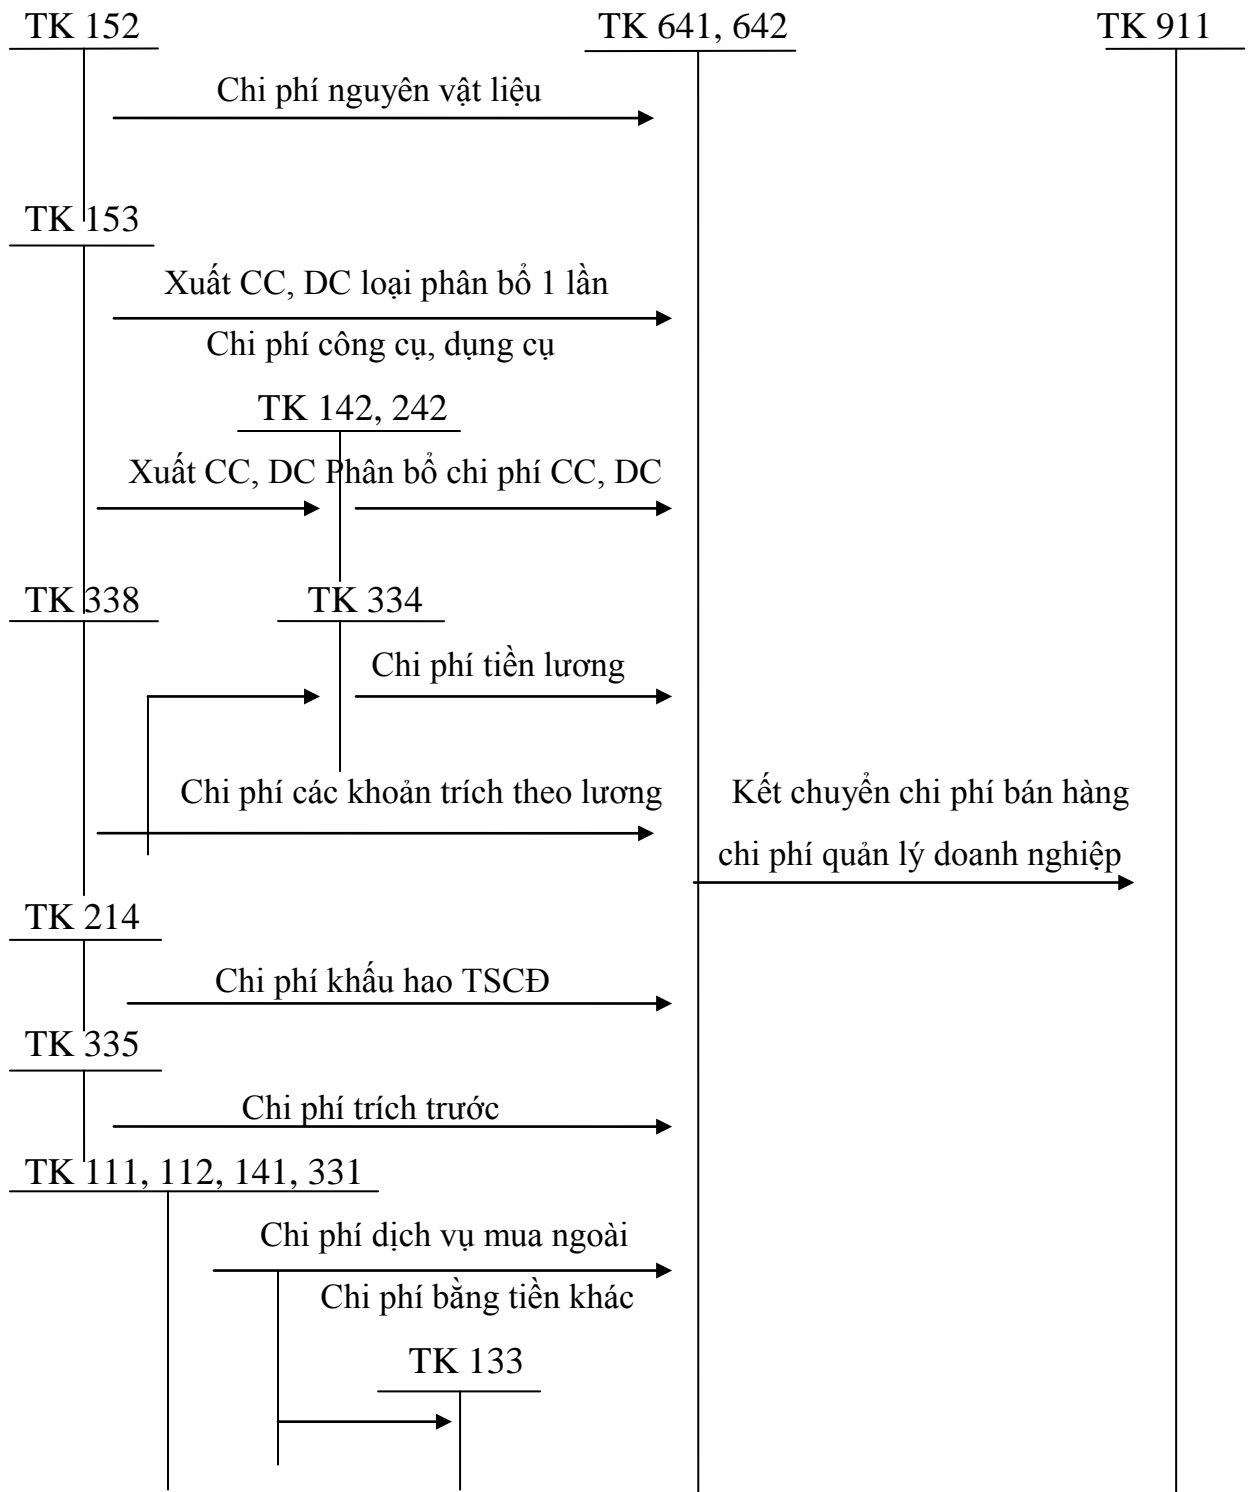 TK 152
TK 641, 642
TK 911
Chi phí nguyên vật liệu
TK 153
Xuất CC, DC loại phân bổ 1 lần
Chi phí công cụ, dụng cụ
TK 142, 242
Xuất CC, DC Phân bổ chi phí CC, DC
TK 338
TK 334
Chi phí tiền lương
Chi phí các khoản trích theo lương
Kết chuyển chi phí bán hàng
chi phí quản lý doanh nghiệp
TK 214
Chi phí khấu hao TSCĐ
TK 335
Chi phí trích trước
TK 111, 112, 141, 331
Chi phí dịch vụ mua ngoài
Chi phí bằng tiền khác
TK 133